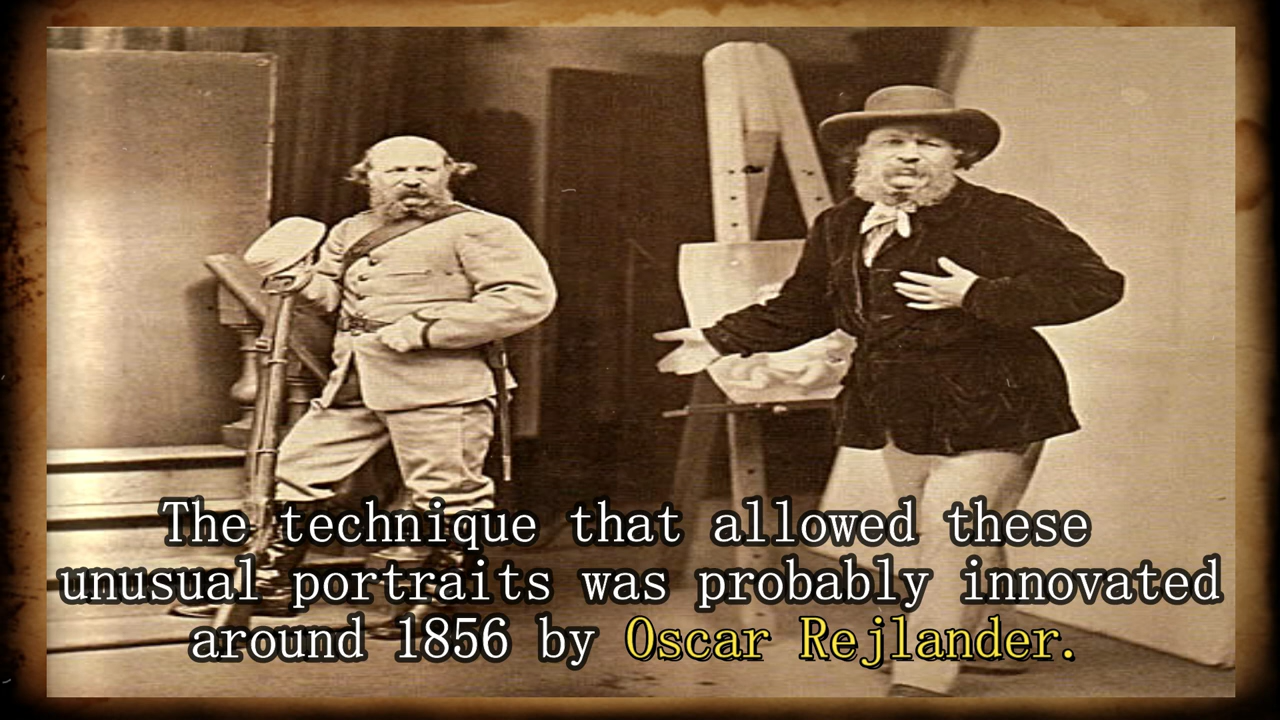 The technique that allowed these
unusual portraits was probably innovated
around 1856 by Oscar Rejlander.